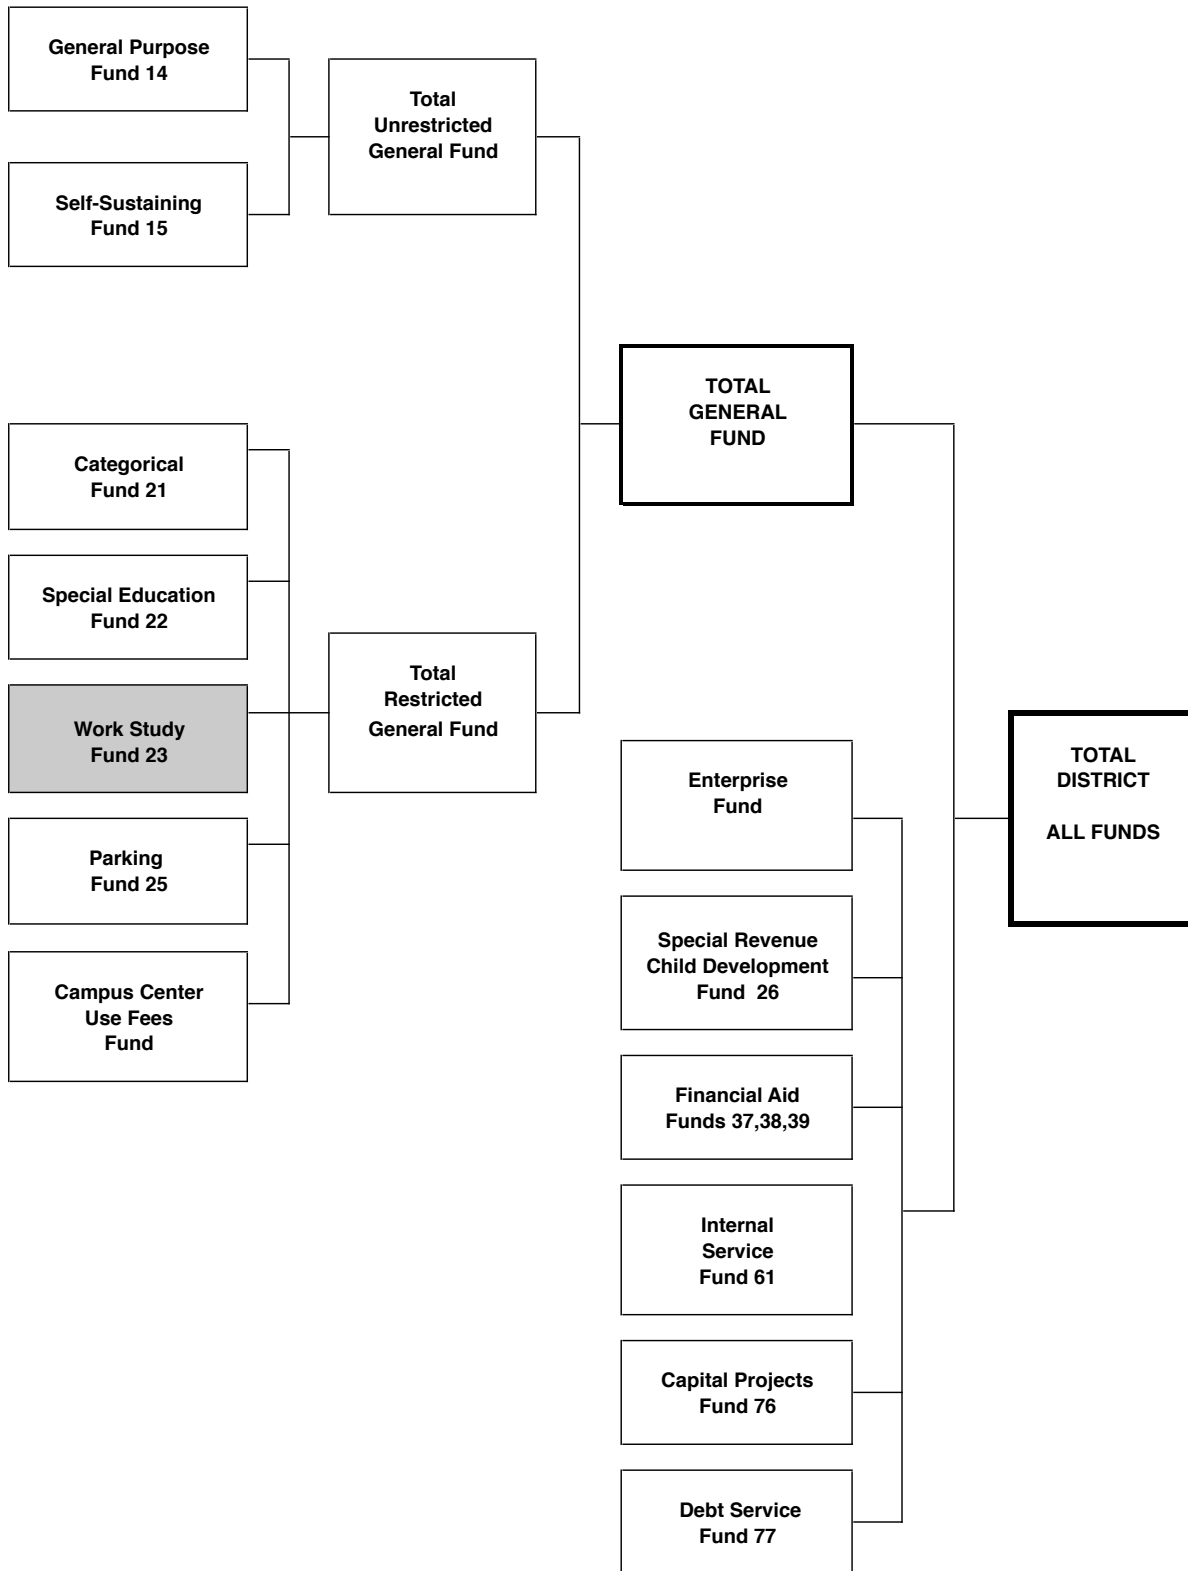 General Purpose
Fund 14
Total
Unrestricted
General Fund
Self-Sustaining
Fund 15
TOTAL
GENERAL
FUND
Categorical
Fund 21
Special Education
Fund 22
Total
Restricted
General Fund
Work Study
Fund 23
Parking
Fund 25
Campus Center
Use Fees
Fund
Enterprise
Fund
TOTAL
DISTRICT
ALL FUNDS
Special Revenue
Child Development
Fund 26
Financial Aid
Funds 37,38,39
Internal
Service
Fund 61
Capital Projects
Fund 76
Debt Service
Fund 77